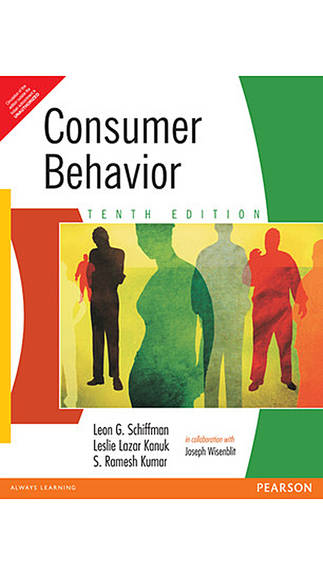 Consumer
Behavior
TENTH EDITION
Leon G. Schiffman
Leslie Lazar Kanuk
S. Ramesh Kumar
in collaboration with
Joseph Wisenblit
ALWAYS LEARNING
PEARSON